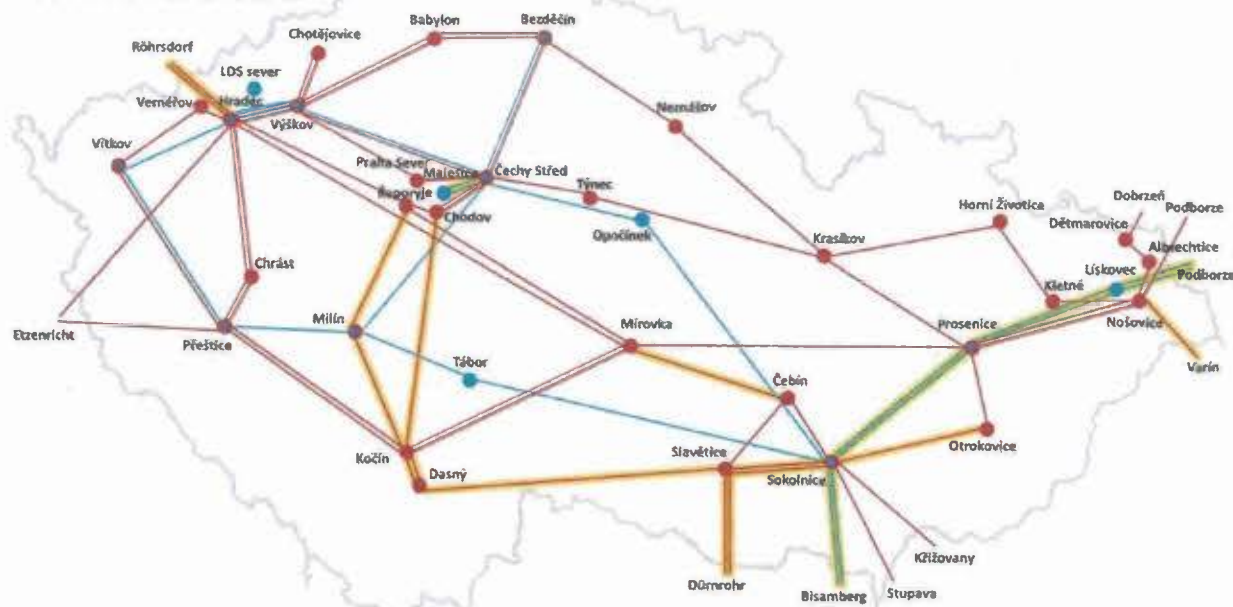 Babylon
Bezděčín
Chotějovice
Röhrsdorf
LDS sever
Vernéřov
Hradec
Výškov
Nemošov
Vítkov
Praha Sever
Malešice
Čechy Střed
Řeporyje
Chodov
Týnec
Opočínek
Krasíkov
Horní Životice
Dobrzeń
Dětmarovice
Podborze
Albrechtice
Lískovec
Podborze
Kletné
Nošovice
Chrást
Etzenricht
Přeštice
Milín
Mírovka
Prosenice
Varín
Tábor
Čebín
Otrokovice
Kočín
Dasný
Slavětice
Sokolnice
Křižovany
Dürnrohr
Bisamberg
Stupava